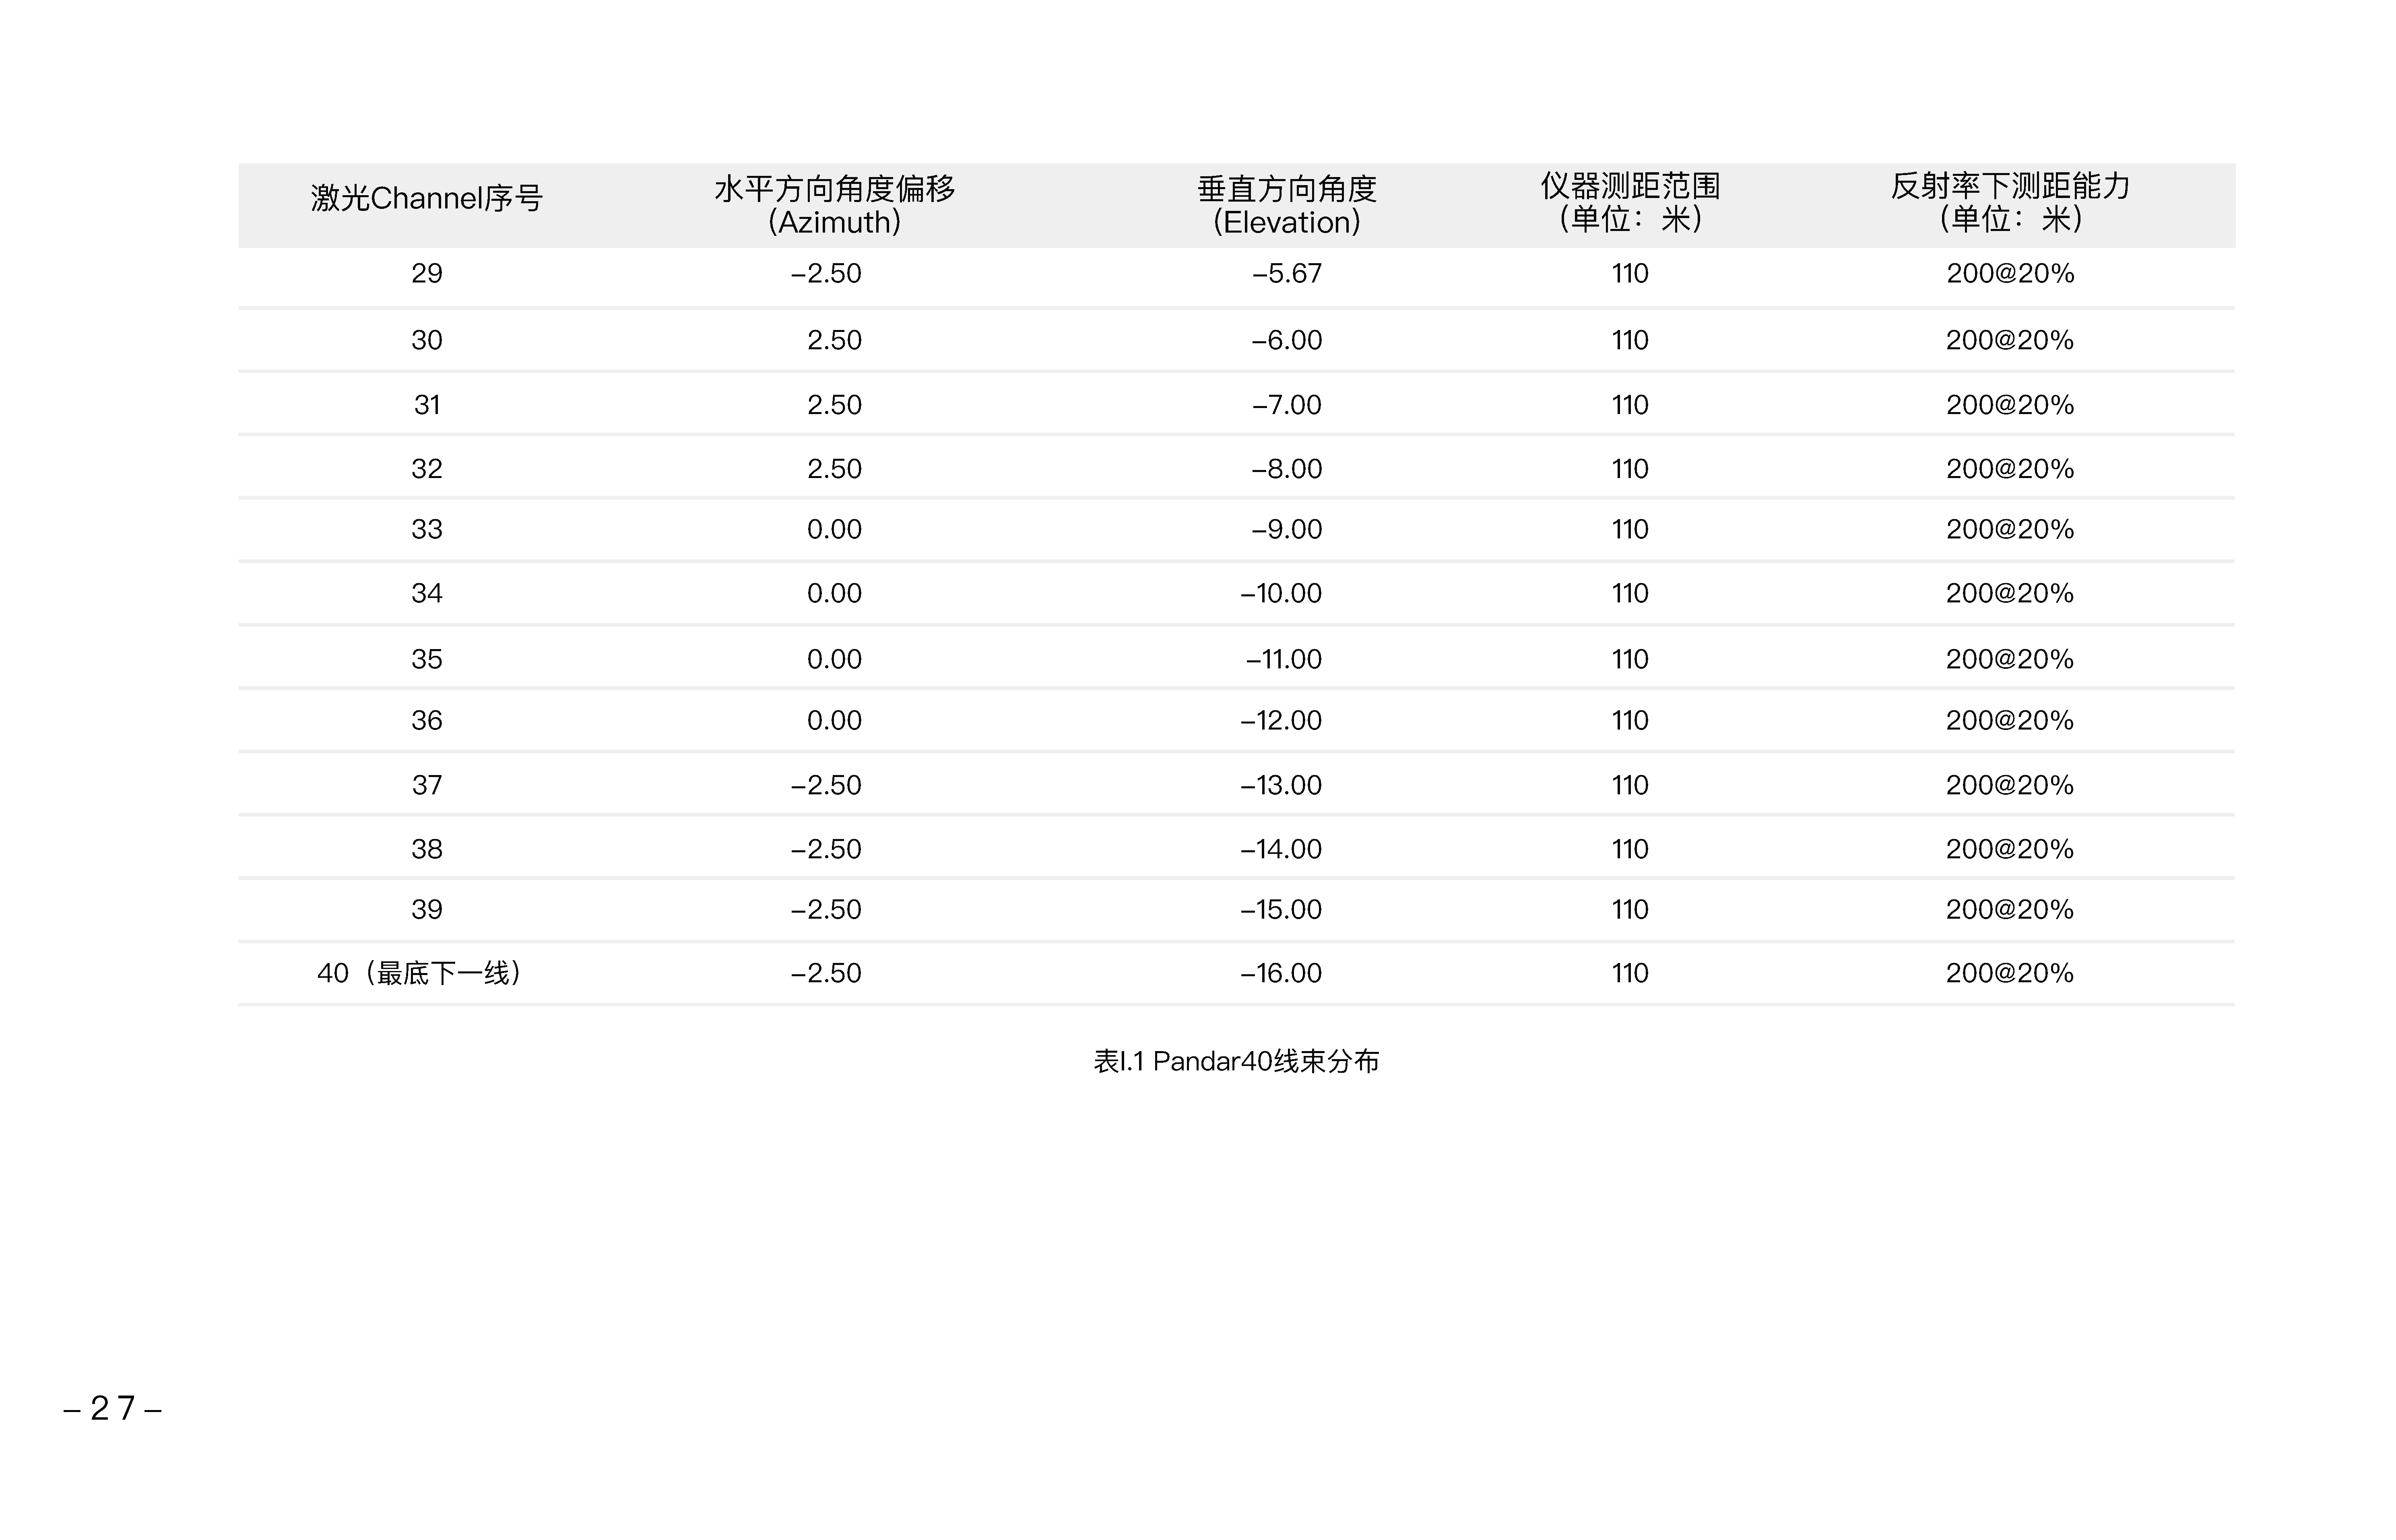 激光Channel序号 水平方向角度偏移 (Azimuth) 垂直方向角度 (Elevation) 仪器测距范围 （单位：米） 反射率下测距能力 （单位：米）
29 –2.50 –5.67 110 200@20%
30 2.50 –6.00 110 200@20%
31 2.50 –7.00 110 200@20%
32 2.50 –8.00 110 200@20%
33 0.00 –9.00 110 200@20%
34 0.00 –10.00 110 200@20%
35 0.00 –11.00 110 200@20%
36 0.00 –12.00 110 200@20%
37 –2.50 –13.00 110 200@20%
38 –2.50 –14.00 110 200@20%
39 –2.50 –15.00 110 200@20%
40（最底下一线） –2.50 –16.00 110 200@20%
表I.1 Pandar40线束分布
–27–